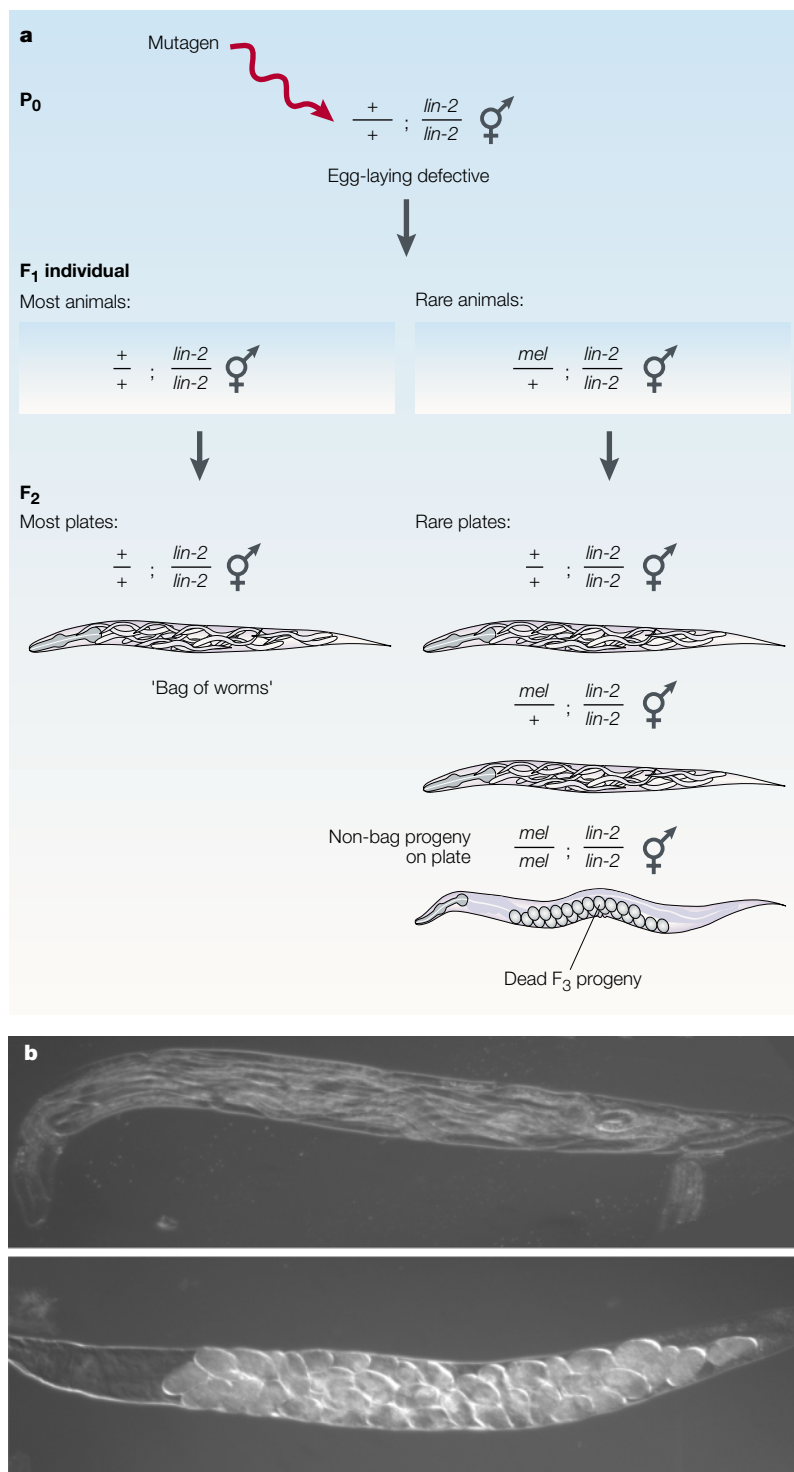 a
Mutagen
P0
+ ; lin-2
+ lin-2
Egg-laying defective
F1 individual
Most animals:
+ ; lin-2
+ lin-2
Rare animals:
mel ; lin-2
+ lin-2
F2
Most plates:
+ ; lin-2
+ lin-2
'Bag of worms'
Rare plates:
+ ; lin-2
+ lin-2
mel ; lin-2
+ lin-2
Non-bag progeny
on plate
mel ; lin-2
mel lin-2
Dead F3 progeny
b